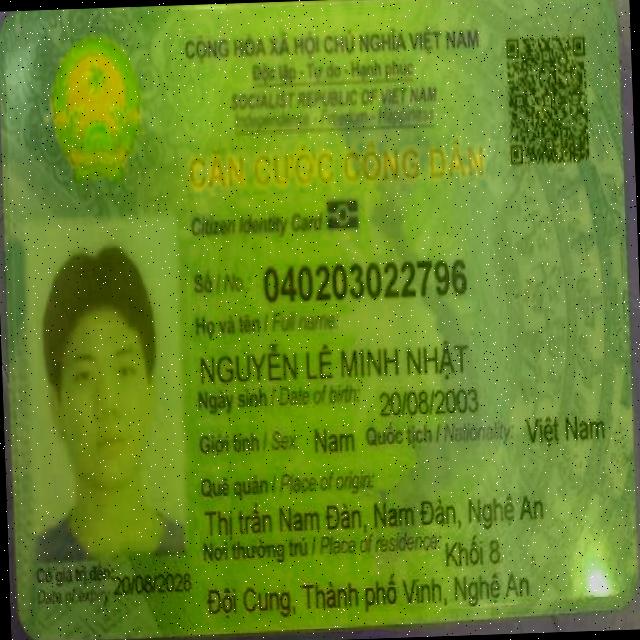 CỘNG HÒA XÃ HỘI CHỦ NGHĨA VIỆT NAM
Độc lập - Tự do - Hạnh phúc
SOCIALIST REPUBLIC OF VIET NAM
Independence - Freedom - Happiness
CĂN CƯỚC CÔNG DÂN
Citizen Identity Card
Số / No: 040203022796
Họ và tên / Full name:
NGUYỄN LÊ MINH NHẬT
Ngày sinh / Date of birth: 20/08/2003
Giới tính / Sex: Nam Quốc tịch / Nationality: Việt Nam
Quê quán / Place of origin:
Thị trấn Nam Đàn, Nam Đàn, Nghệ An
Nơi thường trú / Place of residence: Khối 8
Đội Cung, Thành phố Vinh, Nghệ An
Có giá trị đến: 20/08/2028
Date of expiry